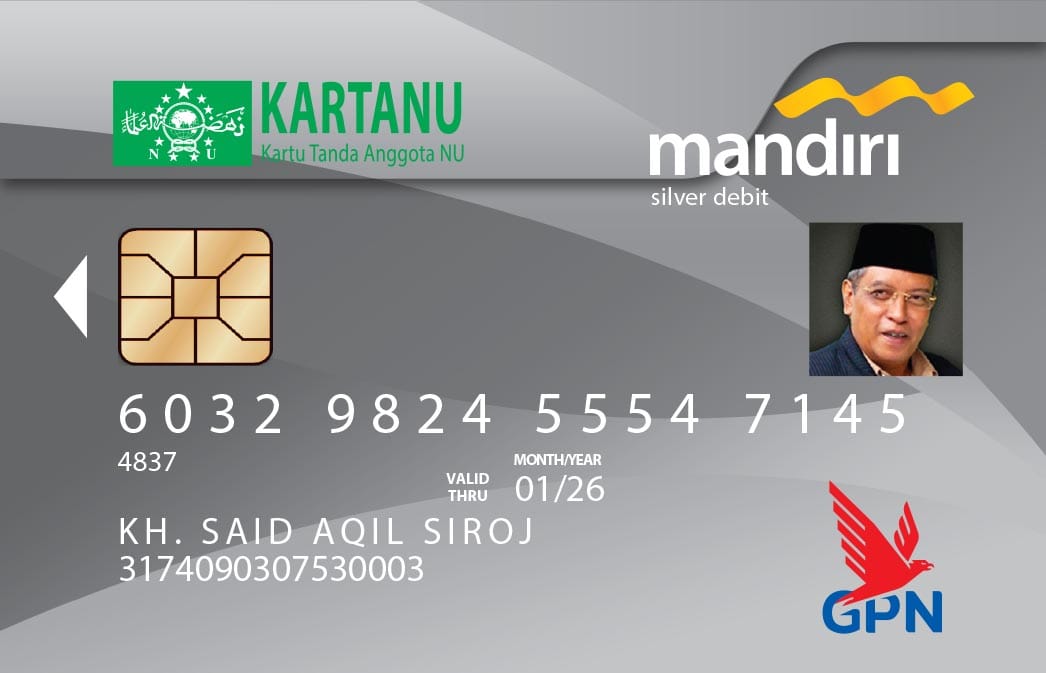 KARTANU
Kartu Tanda Anggota NU
N U
mandiri
silver debit
6032 9824 5554 7145
4837
MONTH/YEAR
VALID THRU 01/26
KH. SAID AQIL SIROJ
3174090307530003
GPN